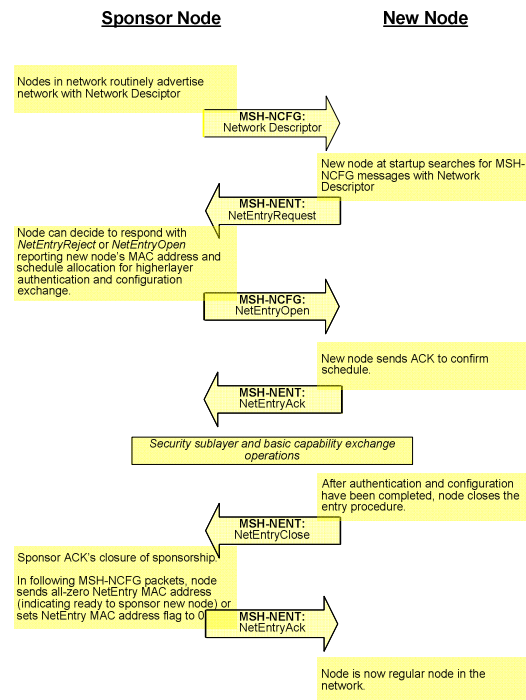 Sponsor Node
New Node
Nodes in network routinely advertise
network with Network Desciptor
MSH-NCFG:
Network Descriptor
New node at startup searches for MSH-
NCFG messages with Network
Descriptor
MSH-NENT:
NetEntryRequest
Node can decide to respond with
NetEntryReject or NetEntryOpen
reporting new node's MAC address and
schedule allocation for higherlayer
authentication and configuration
exchange.
MSH-NCFG:
NetEntryOpen
New node sends ACK to confirm
schedule.
MSH-NENT:
NetEntryAck
Security sublayer and basic capability exchange
operations
After authentication and configuration
have been completed, node closes the
entry procedure.
MSH-NENT:
NetEntryClose
Sponsor ACK's closure of sponsorship.
In following MSH-NCFG packets, node
sends all-zero NetEntry MAC address
(indicating ready to sponsor new node) or
sets NetEntry MAC address flag to 0.
MSH-NENT:
NetEntryAck
Node is now regular node in the
network.